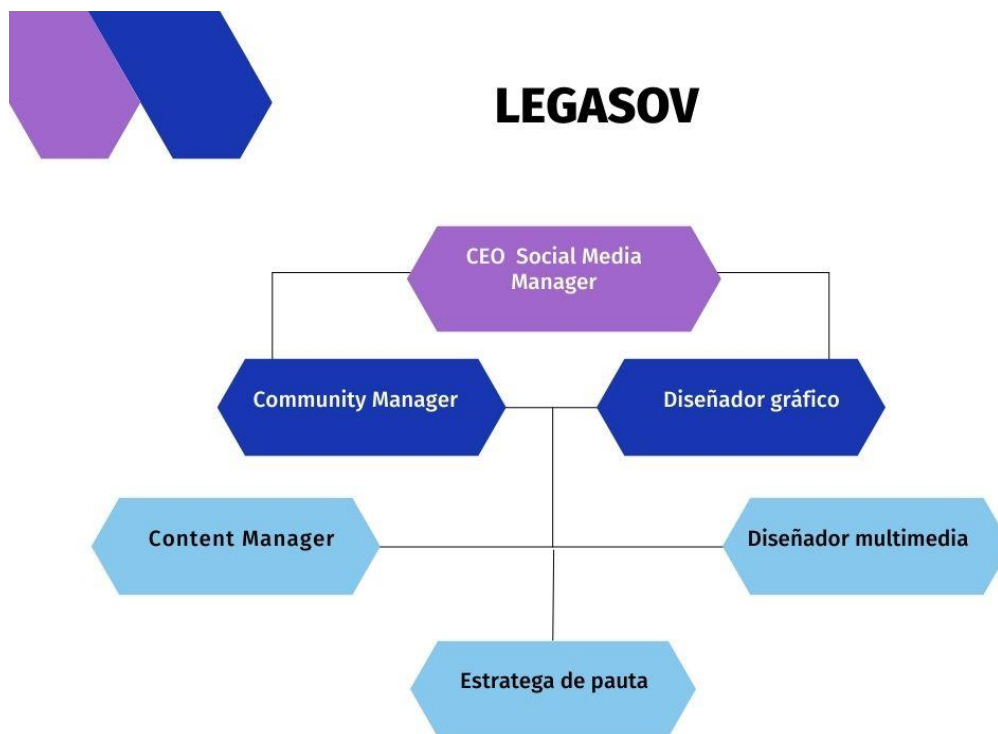 LEGASOV
CEO Social Media
Manager
Community Manager
Diseñador gráfico
Content Manager
Diseñador multimedia
Estratega de pauta